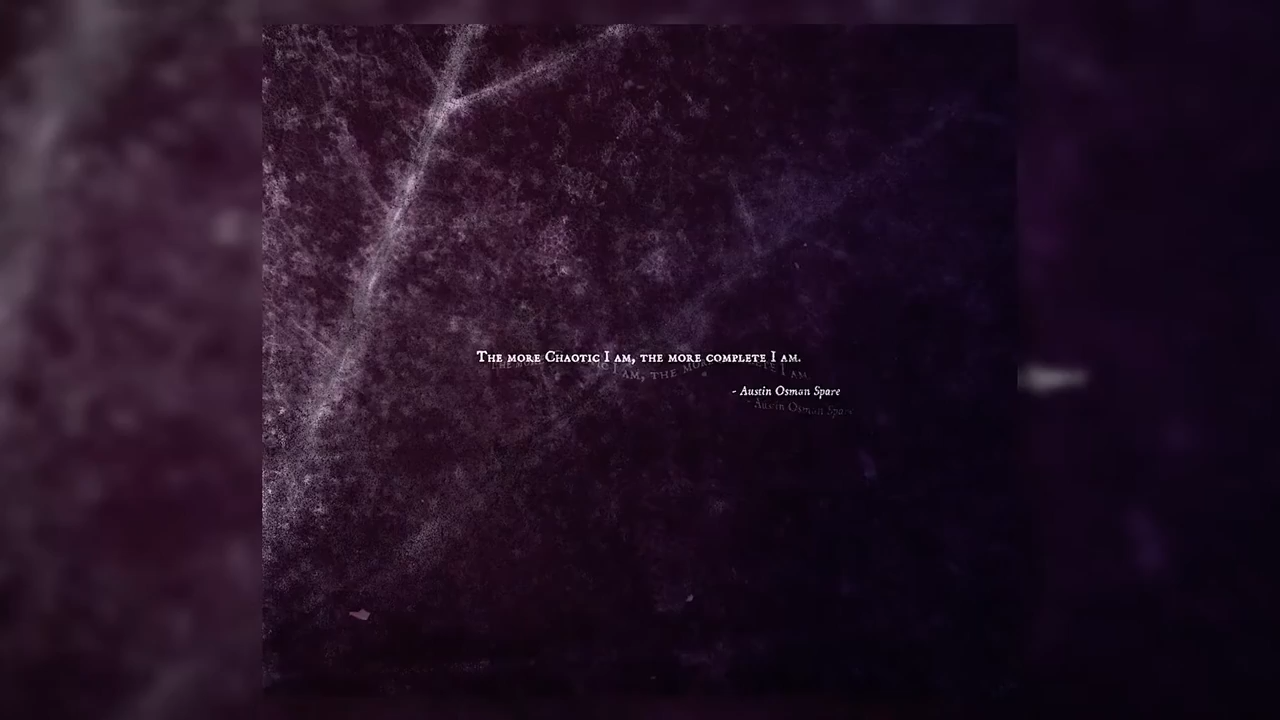 The more Chaotic I am, the more complete I am.
- Austin Osman Spare